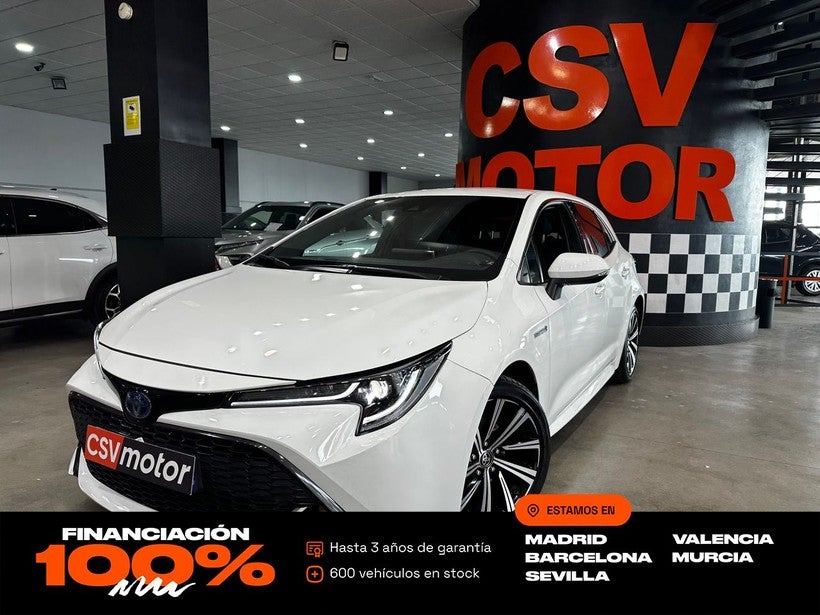 CSV
MOTOR
CSVmotor
FINANCIACIÓN
100%
Hasta 3 años de garantía
600 vehículos en stock
ESTAMOS EN
MADRID
BARCELONA
SEVILLA
VALENCIA
MURCIA